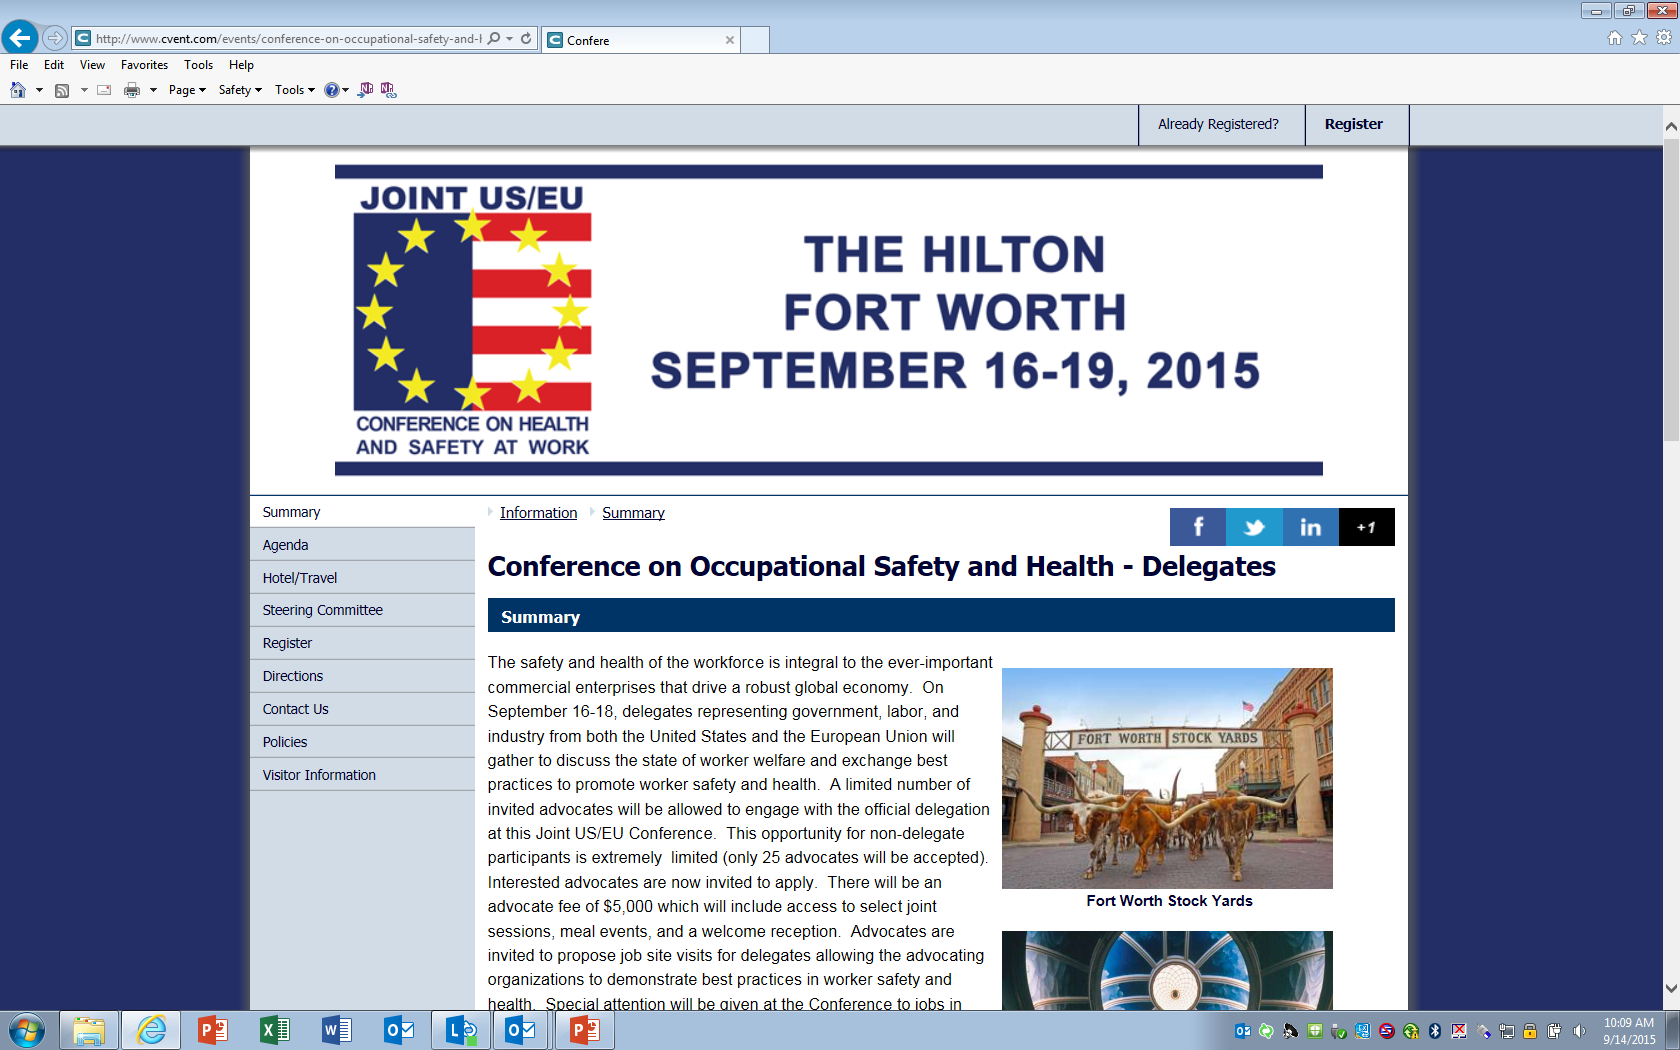 http://www.cvent.com/events/conference-on-occupational-safety-and-h
Confere
File Edit View Favorites Tools Help
Page Safety Tools
Already Registered? Register
JOINT US/EU
CONFERENCE ON HEALTH
AND SAFETY AT WORK
THE HILTON
FORT WORTH
SEPTEMBER 16-19, 2015
Summary
Agenda
Hotel/Travel
Steering Committee
Register
Directions
Contact Us
Policies
Visitor Information
Information Summary
f in +1
Conference on Occupational Safety and Health - Delegates
Summary
The safety and health of the workforce is integral to the ever-important
commercial enterprises that drive a robust global economy. On
September 16-18, delegates representing government, labor, and
industry from both the United States and the European Union will
gather to discuss the state of worker welfare and exchange best
practices to promote worker safety and health. A limited number of
invited advocates will be allowed to engage with the official delegation
at this Joint US/EU Conference. This opportunity for non-delegate
participants is extremely limited (only 25 advocates will be accepted).
Interested advocates are now invited to apply. There will be an
advocate fee of $5,000 which will include access to select joint
sessions, meal events, and a welcome reception. Advocates are
invited to propose job site visits for delegates allowing the advocating
organizations to demonstrate best practices in worker safety and
health. Special attention will be given at the Conference to jobs in
FORT WORTH STOCK YARDS
Fort Worth Stock Yards
10:09 AM
9/14/2015